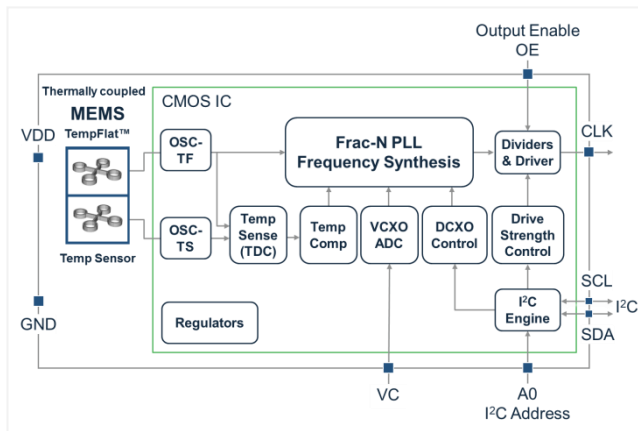 Output Enable
OE
Thermally coupled
MEMS
TempFlat™
CMOS IC
VDD
OSC-
TF
Frac-N PLL
Frequency Synthesis
Dividers
& Driver
CLK
OSC-
TS
Temp
Sense
(TDC)
Temp
Comp
VCXO
ADC
DCXO
Control
Drive
Strength
Control
Temp Sensor
SCL
I²C
SDA
GND
Regulators
I²C
Engine
VC
A0
I²C Address